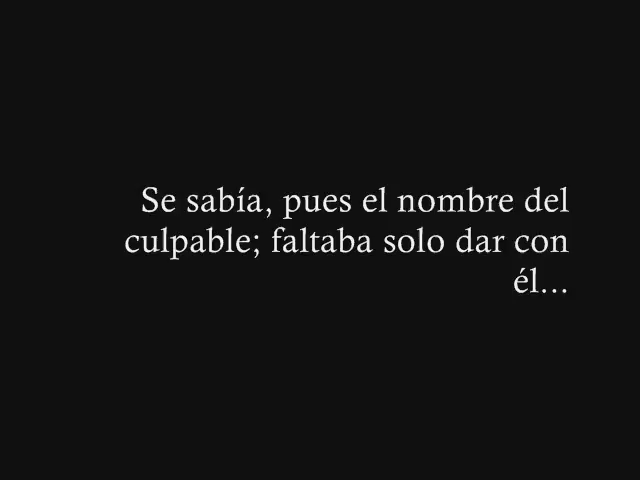 Se sabía, pues el nombre del
culpable; faltaba solo dar con
él...